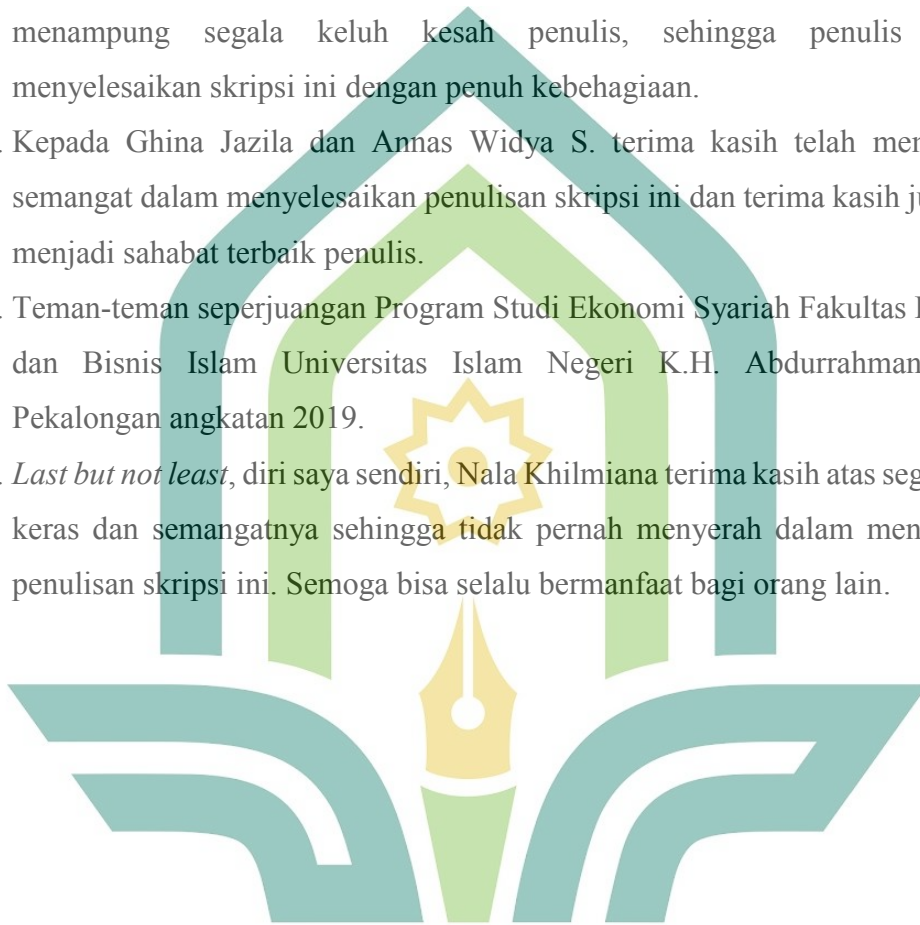 menampung segala keluh kesah penulis, sehingga penulis
menyelesaikan skripsi ini dengan penuh kebehagiaan.
. Kepada Ghina Jazila dan Annas Widya S. terima kasih telah mem
semangat dalam menyelesaikan penulisan skripsi ini dan terima kasih ju
menjadi sahabat terbaik penulis.
. Teman-teman seperjuangan Program Studi Ekonomi Syariah Fakultas
dan Bisnis Islam Universitas Islam Negeri K.H. Abdurrahman
Pekalongan angkatan 2019.
. Last but not least, diri saya sendiri, Nala Khilmiana terima kasih atas seg
keras dan semangatnya sehingga tidak pernah menyerah dalam men
penulisan skripsi ini. Semoga bisa selalu bermanfaat bagi orang lain.